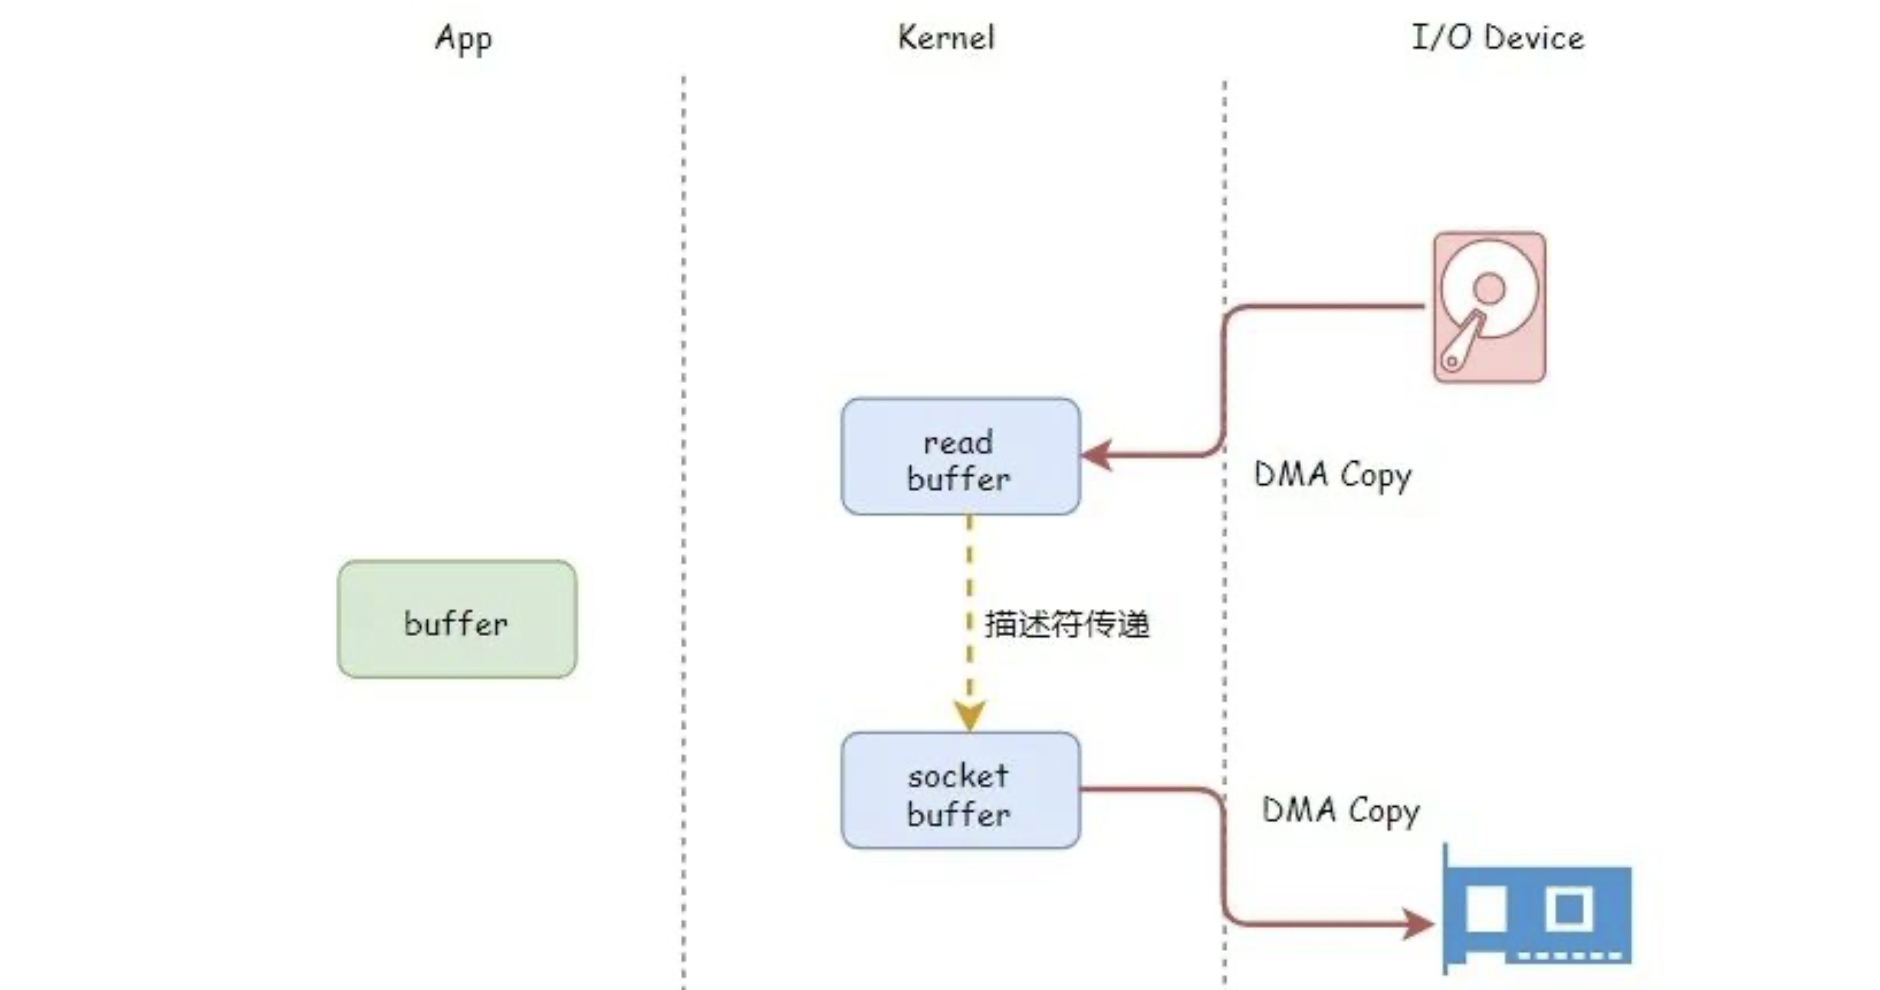 App
Kernel
I/O Device
read
buffer
DMA Copy
buffer
描述符传递
socket
buffer
DMA Copy